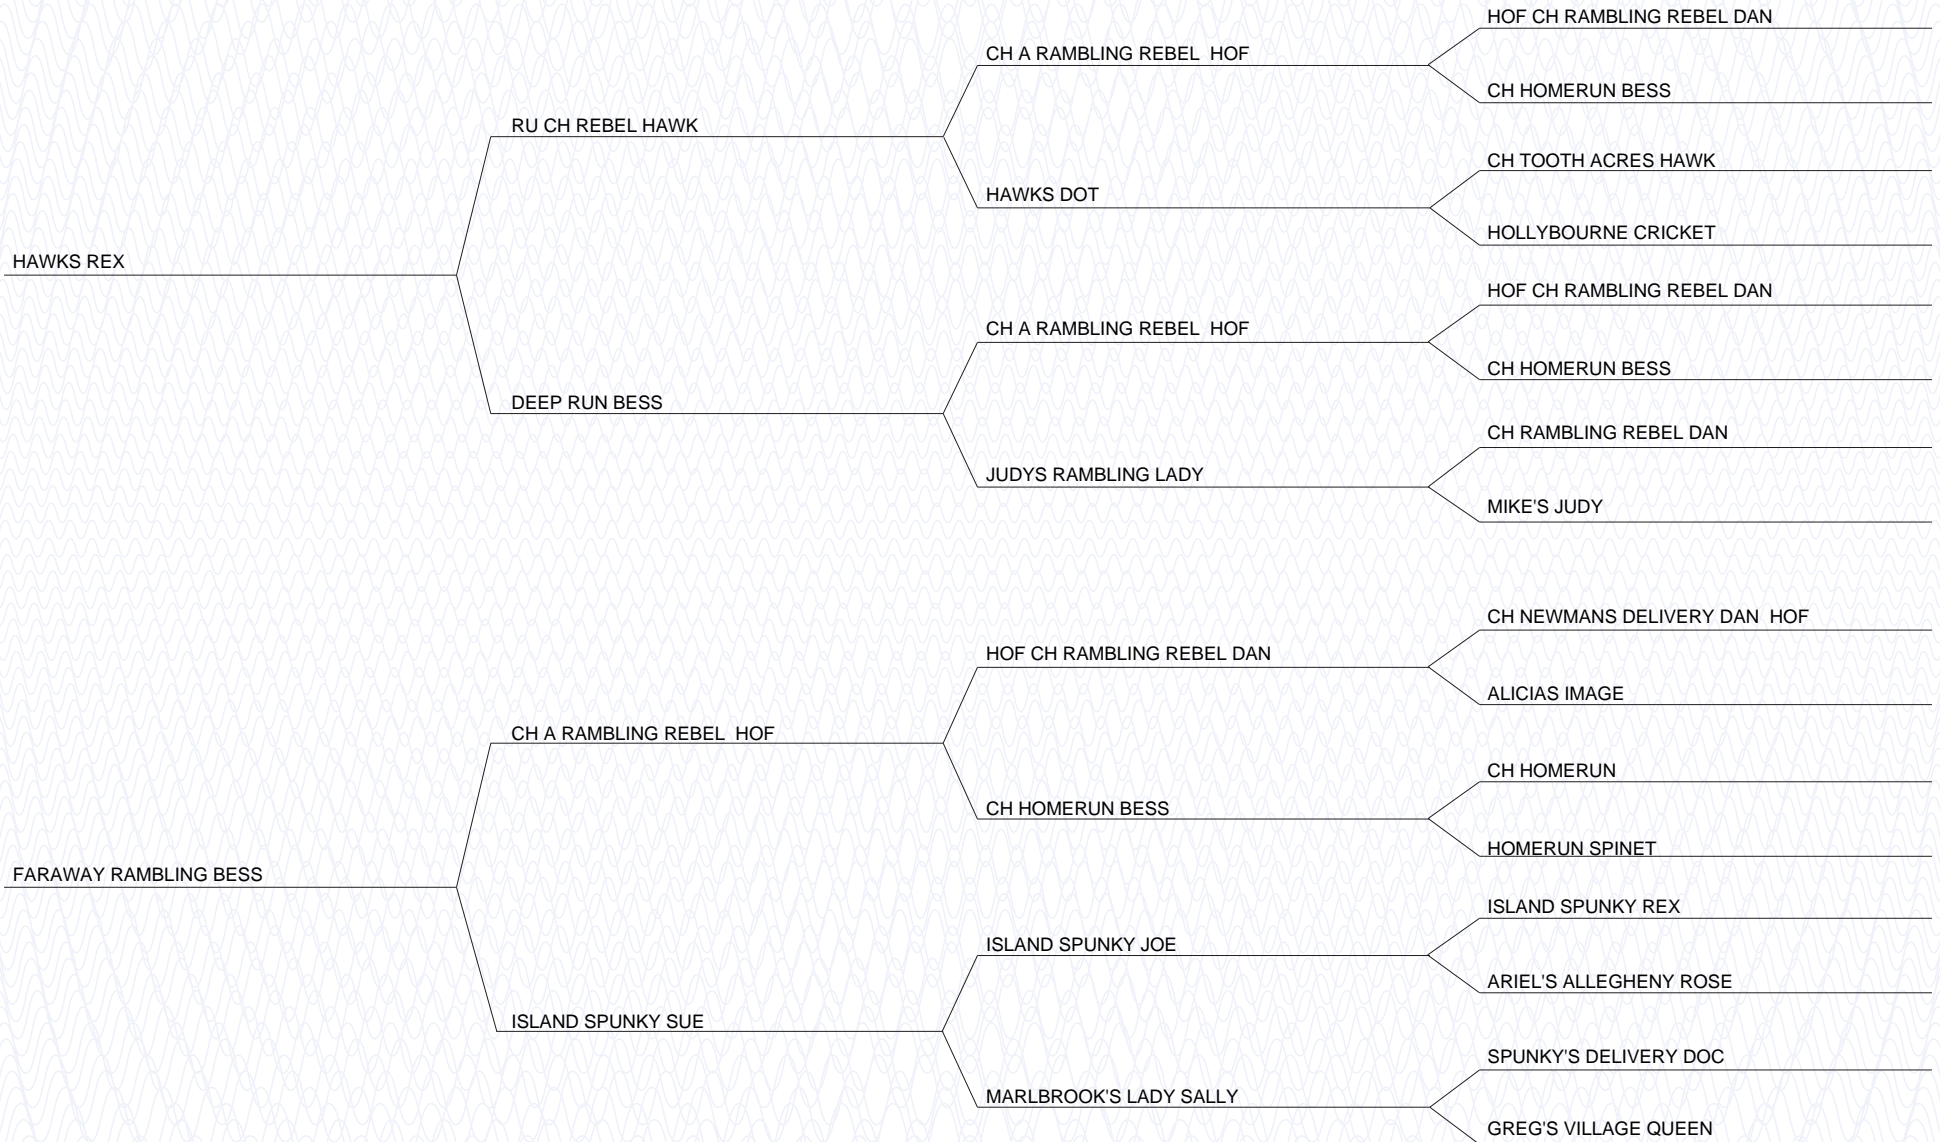 HOF CH RAMBLING REBEL DAN
CH A RAMBLING REBEL  HOF
CH HOMERUN BESS
RU CH REBEL HAWK
CH TOOTH ACRES HAWK
HAWKS DOT
HOLLYBOURNE CRICKET
HAWKS REX
HOF CH RAMBLING REBEL DAN
CH A RAMBLING REBEL  HOF
CH HOMERUN BESS
DEEP RUN BESS
CH RAMBLING REBEL DAN
JUDYS RAMBLING LADY
MIKE'S JUDY
CH NEWMANS DELIVERY DAN  HOF
HOF CH RAMBLING REBEL DAN
ALICIAS IMAGE
CH A RAMBLING REBEL  HOF
CH HOMERUN
CH HOMERUN BESS
HOMERUN SPINET
FARAWAY RAMBLING BESS
ISLAND SPUNKY REX
ISLAND SPUNKY JOE
ARIEL'S ALLEGHENY ROSE
ISLAND SPUNKY SUE
SPUNKY'S DELIVERY DOC
MARLBROOK'S LADY SALLY
GREG'S VILLAGE QUEEN